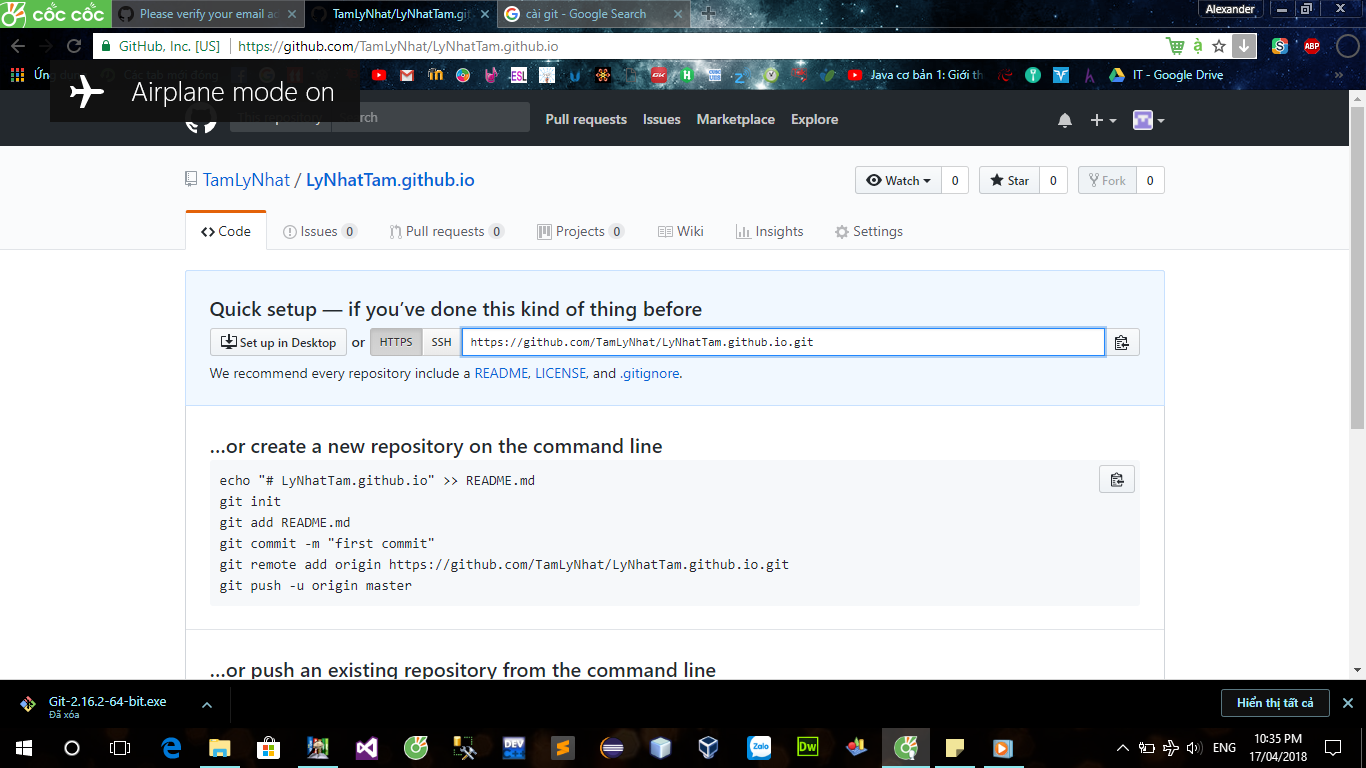 cốc cốc
Please verify your email ad
TamLyNhat/LyNhatTam.git
cài git - Google Search
Alexander
GitHub, Inc. [US]
https://github.com/TamLyNhat/LyNhatTam.github.io
ABP
ESL
GK
H
Java cơ bản 1: Giới th
IT - Google Drive
»
Airplane mode on
Pull requests
Issues
Marketplace
Explore
TamLyNhat / LyNhatTam.github.io
Watch
0
Star
0
Fork
0
Code
Issues 0
Pull requests 0
Projects 0
Wiki
Insights
Settings
Quick setup — if you've done this kind of thing before
Set up in Desktop
or
HTTPS
SSH
https://github.com/TamLyNhat/LyNhatTam.github.io.git
We recommend every repository include a README, LICENSE, and .gitignore.
…or create a new repository on the command line
echo "# LyNhatTam.github.io" >> README.md
git init
git add README.md
git commit -m "first commit"
git remote add origin https://github.com/TamLyNhat/LyNhatTam.github.io.git
git push -u origin master
…or push an existing repository from the command line
Git-2.16.2-64-bit.exe
Đã xóa
Hiển thị tất cả
DEV
Zalo
Dw
ENG
10:35 PM
17/04/2018